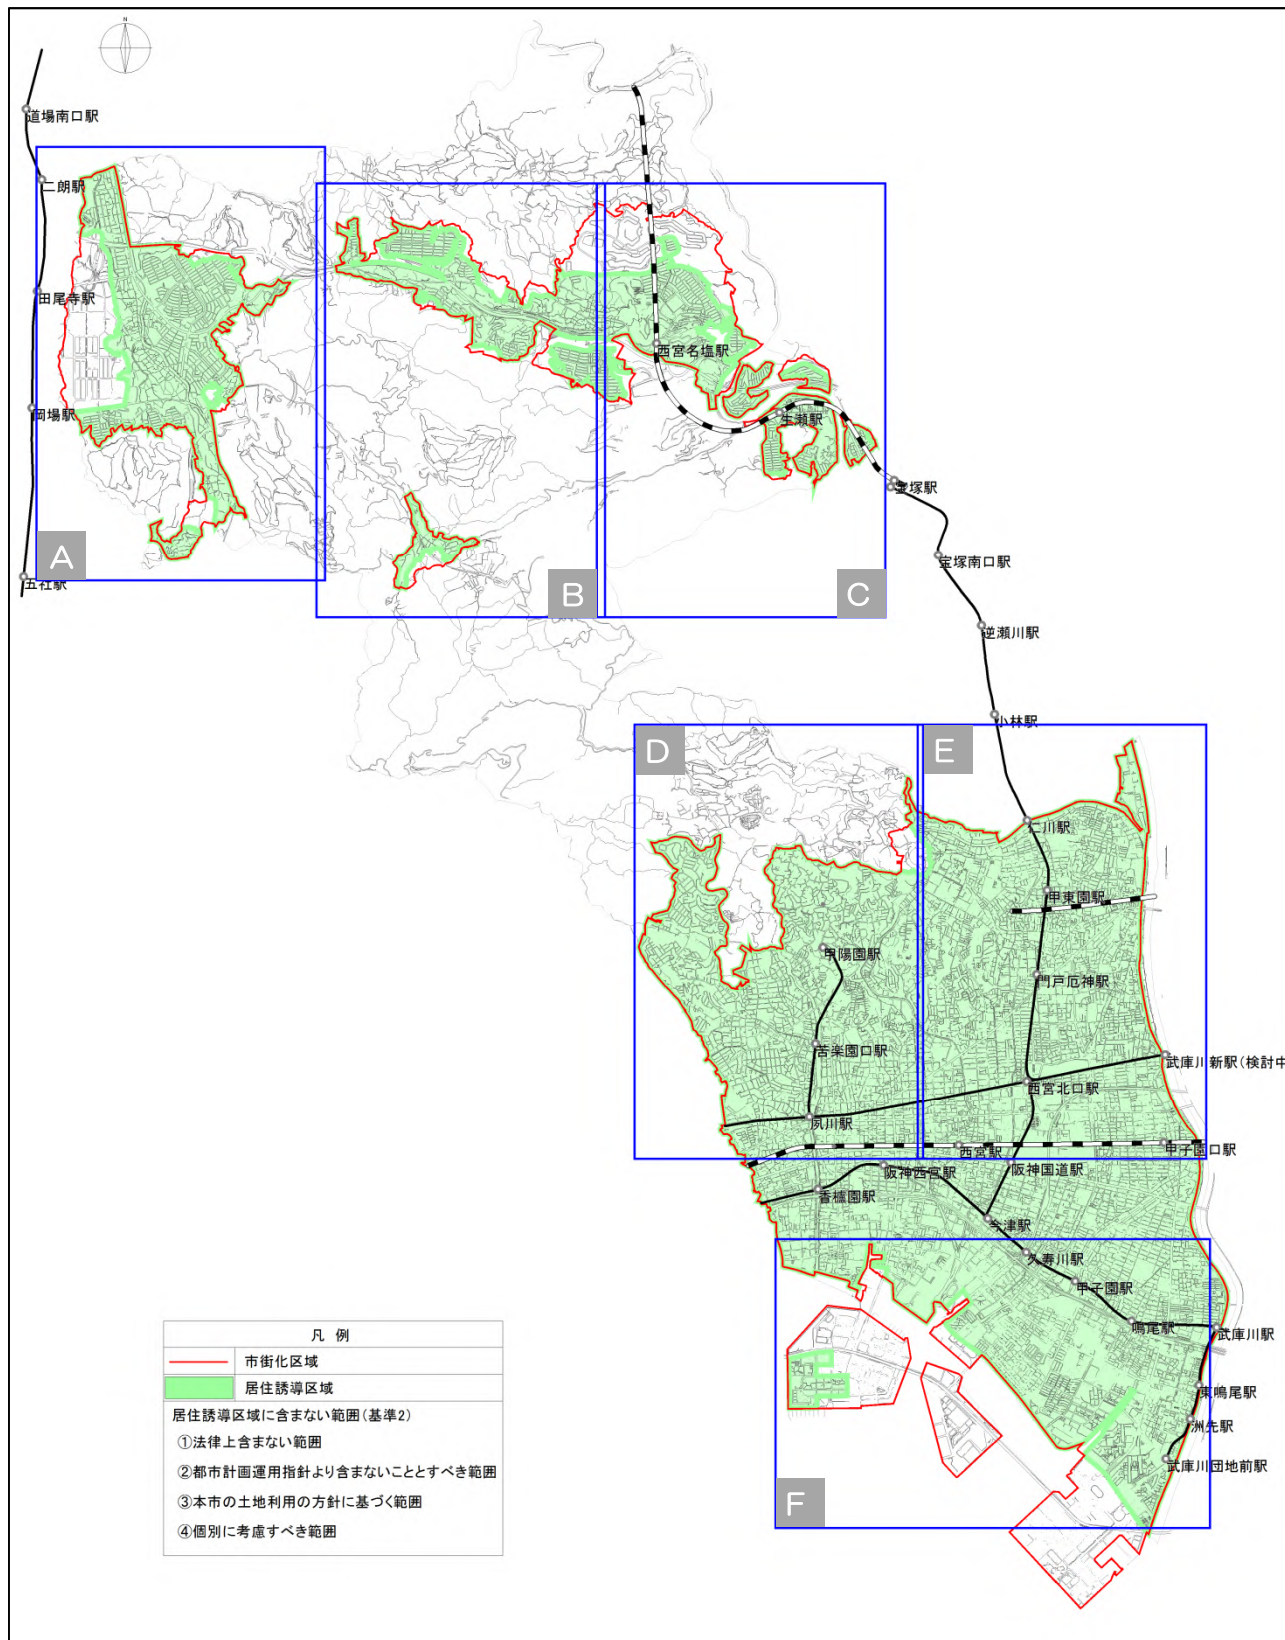 N
道場南口駅
二朗駅
田尾寺駅
岡場駅
五社駅
A
西宮名塩駅
生瀬駅
宝塚駅
宝塚南口駅
B
C
逆瀬川駅
小林駅
D
E
仁川駅
甲東園駅
甲陽園駅
門戸厄神駅
苦楽園口駅
武庫川新駅(検討中
西宮北口駅
夙川駅
西宮駅
甲子園口駅
阪神西宮駅
阪神国道駅
香櫨園駅
今津駅
久寿川駅
甲子園駅
鳴尾駅
武庫川駅
東鳴尾駅
洲先駅
武庫川団地前駅
F
凡 例
市街化区域
居住誘導区域
居住誘導区域に含まない範囲(基準2)
①法律上含まない範囲
②都市計画運用指針より含まないこととすべき範囲
③本市の土地利用の方針に基づく範囲
④個別に考慮すべき範囲